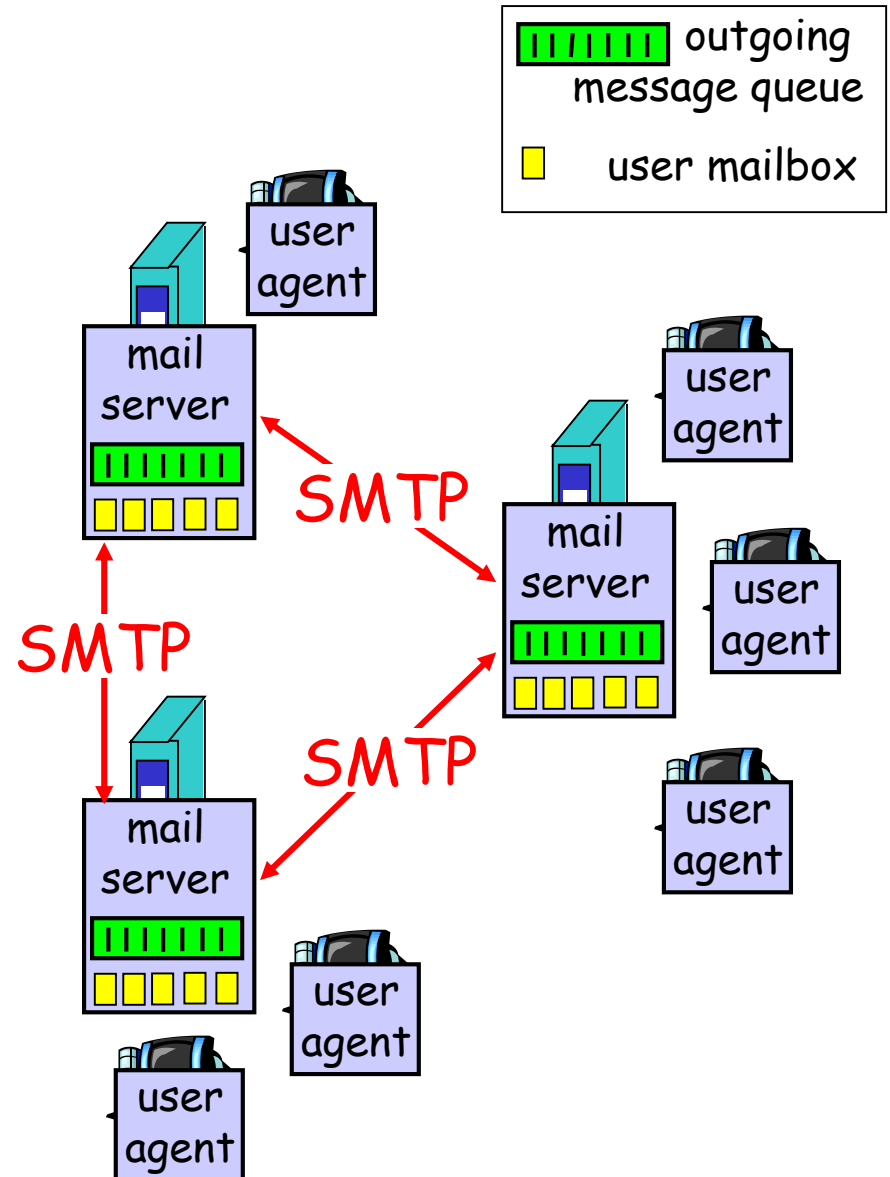 outgoing
message queue
user mailbox
user
agent
mail
server
user
agent
SMTP
mail
server
user
agent
SMTP
SMTP
user
agent
mail
server
user
agent
user
agent